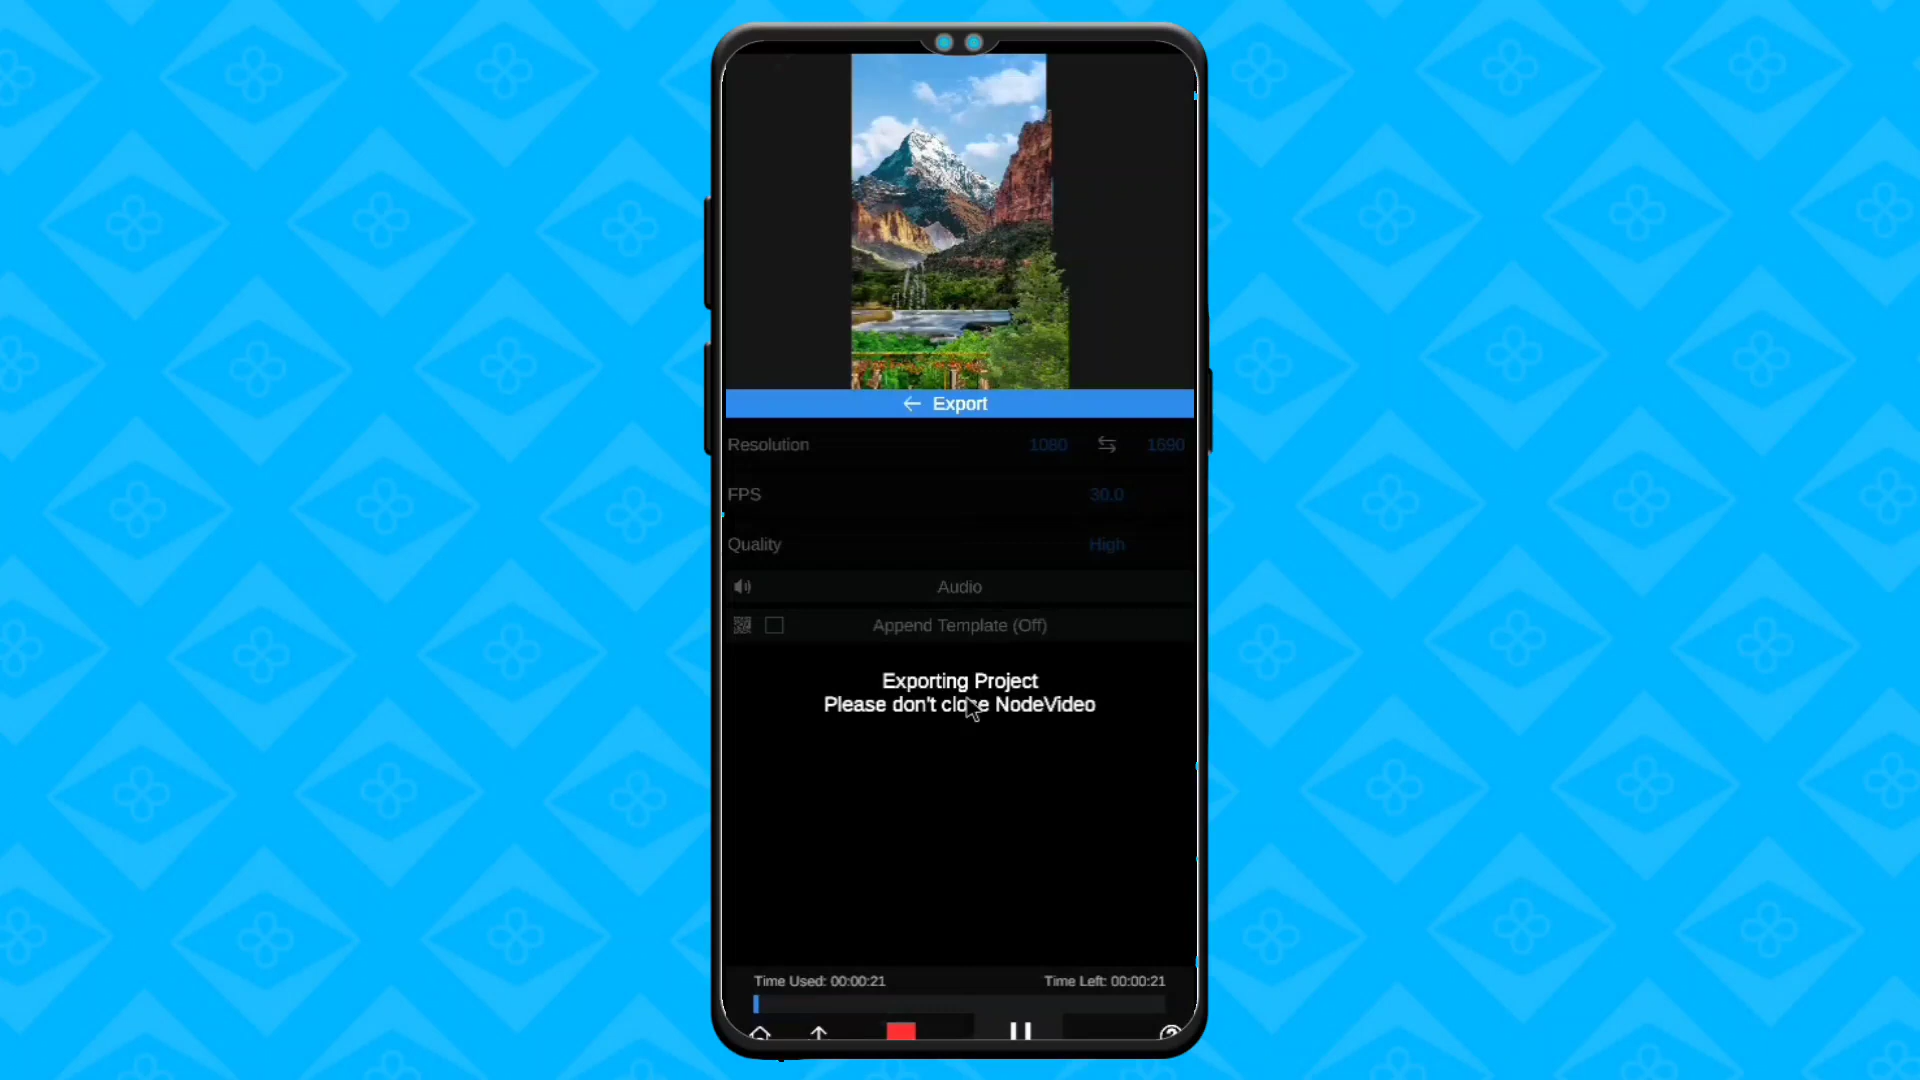 Export
Resolution 1080 1690
FPS 30.0
Quality High
Audio
Append Template (Off)
Exporting Project
Please don't close NodeVideo
Time Used: 00:00:21 Time Left: 00:00:21